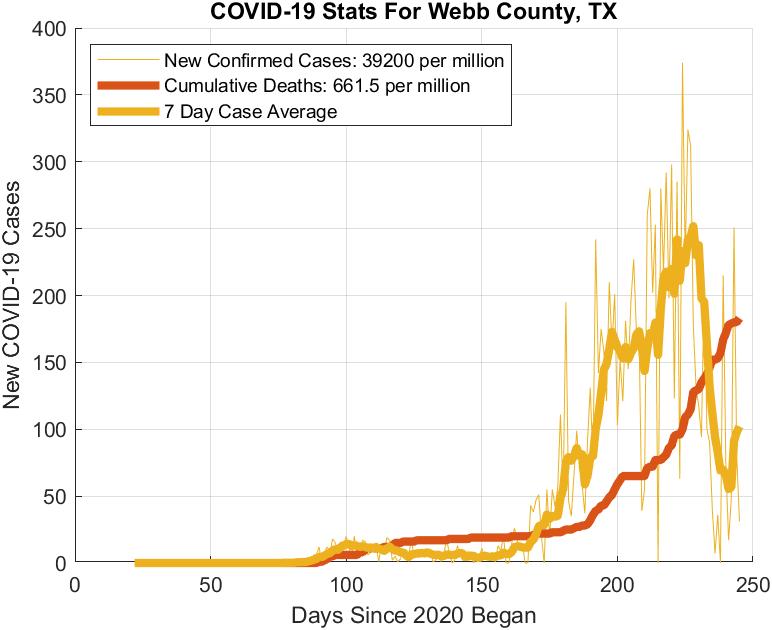 COVID-19 Stats For Webb County, TX
New Confirmed Cases: 39200 per million
Cumulative Deaths: 661.5 per million
7 Day Case Average
New COVID-19 Cases
400
350
300
250
200
150
100
50
0
0 50 100 150 200 250
Days Since 2020 Began